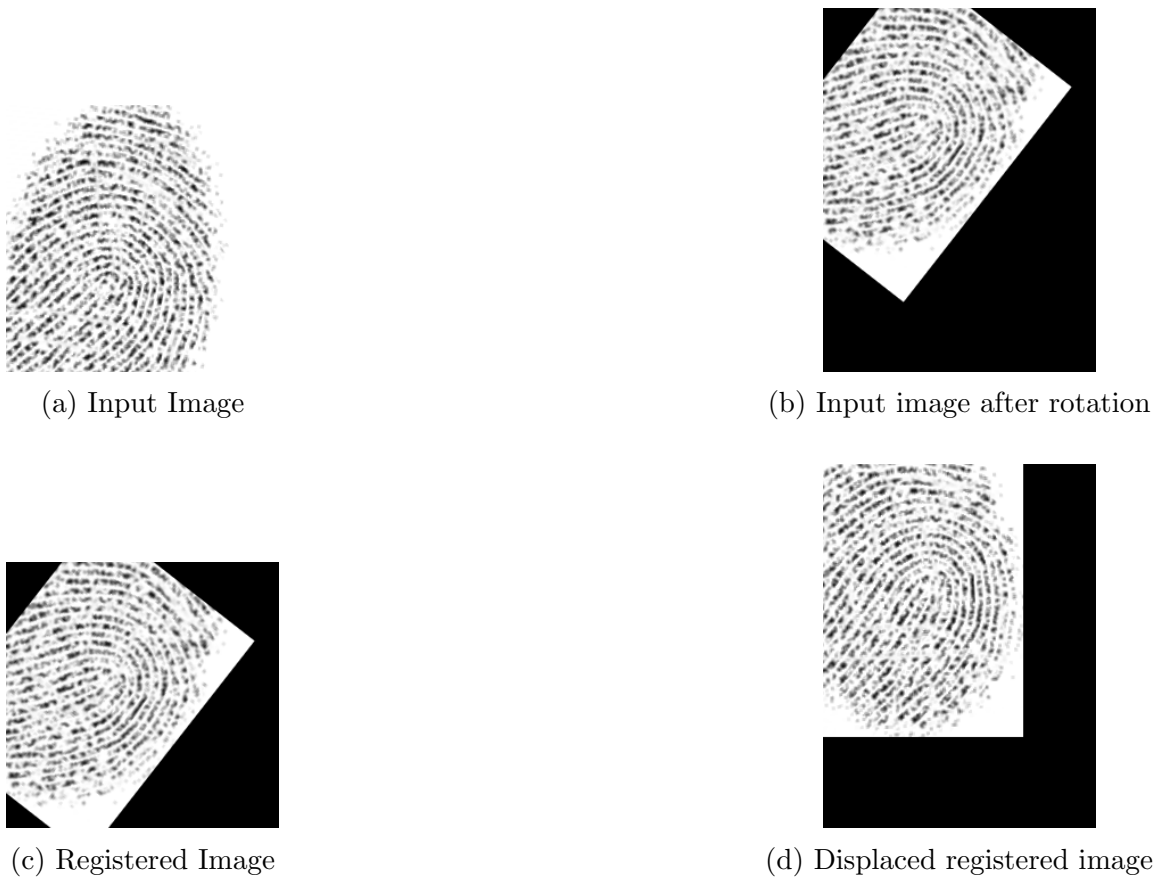 (a) Input Image
(b) Input image after rotation
(c) Registered Image
(d) Displaced registered image